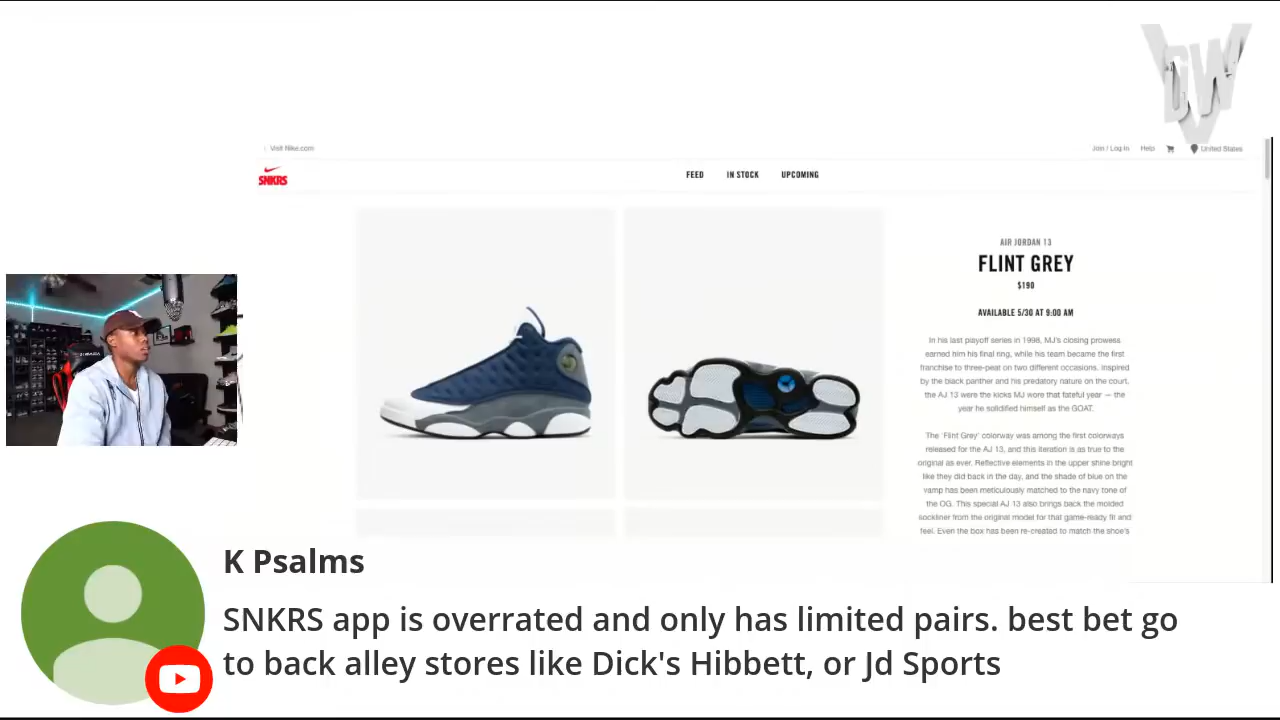 DGW
Visit Nike.com
Join / Log In Help United States
SNKRS
FEED IN STOCK UPCOMING
AIR JORDAN 13
FLINT GREY
$190
AVAILABLE 5/30 AT 9:00 AM
In his last playoff series in 1998, MJ's closing prowess
earned him his final ring, while his team became the first
franchise to three-peat on two different occasions. Inspired
by the black panther and his predatory nature on the court,
the AJ 13 were the kicks MJ wore that fateful year — the
year he solidified himself as the GOAT.
The 'Flint Grey' colorway was among the first colorways
released for the AJ 13, and this iteration is as true to the
original as ever. Reflective elements in the upper shine bright
like they did back in the day, and the shade of blue on the
vamp has been meticulously matched to the navy tone of
the OG. This special AJ 13 also brings back the molded
sockliner from the original model for that game-ready fit and
feel. Even the box has been re-created to match the shoe's
K Psalms
SNKRS app is overrated and only has limited pairs. best bet go
to back alley stores like Dick's Hibbett, or Jd Sports